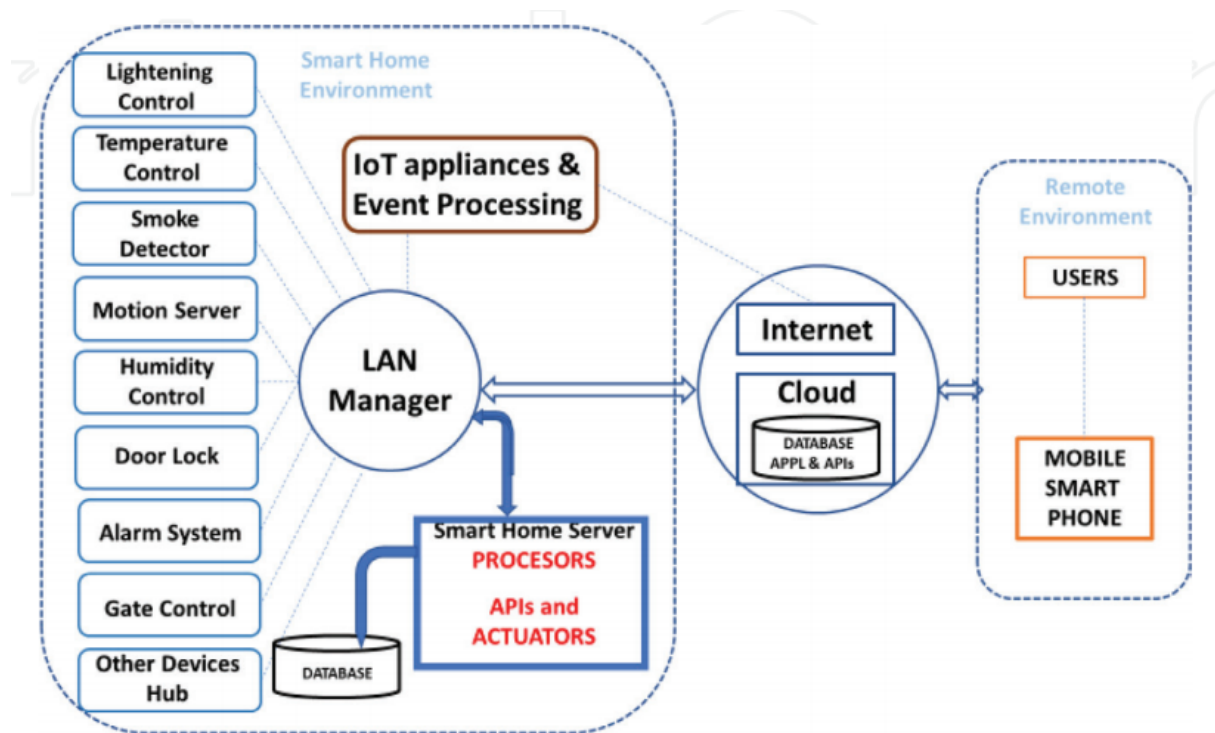 Smart Home
Environment
Lightening
Control
Temperature
Control
Smoke
Detector
Motion Server
Humidity
Control
Door Lock
Alarm System
Gate Control
Other Devices
Hub
IoT appliances &
Event Processing
LAN
Manager
Smart Home Server
PROCESORS
APIs and
ACTUATORS
DATABASE
Internet
Cloud
DATABASE
APPL & APIs
Remote
Environment
USERS
MOBILE
SMART
PHONE